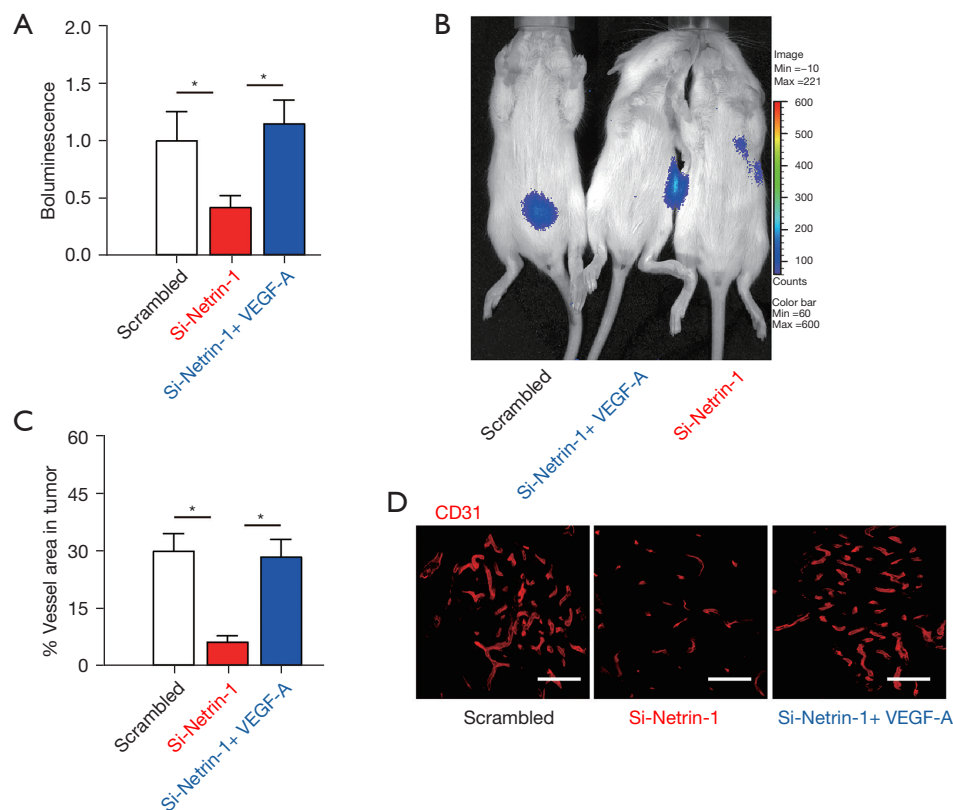 A
2.0
1.5
1.0
0.5
0.0
Boluminescence
*
*
Scrambled
Si-Netrin-1
Si-Netrin-1+ VEGF-A
B
Image
Min =−10
Max =221
600
500
400
300
200
100
Counts
Color bar
Min =60
Max =600
Scrambled
Si-Netrin-1+ VEGF-A
Si-Netrin-1
C
60
45
30
15
0
% Vessel area in tumor
*
*
Scrambled
Si-Netrin-1
Si-Netrin-1+ VEGF-A
D
CD31
Scrambled
Si-Netrin-1
Si-Netrin-1+ VEGF-A